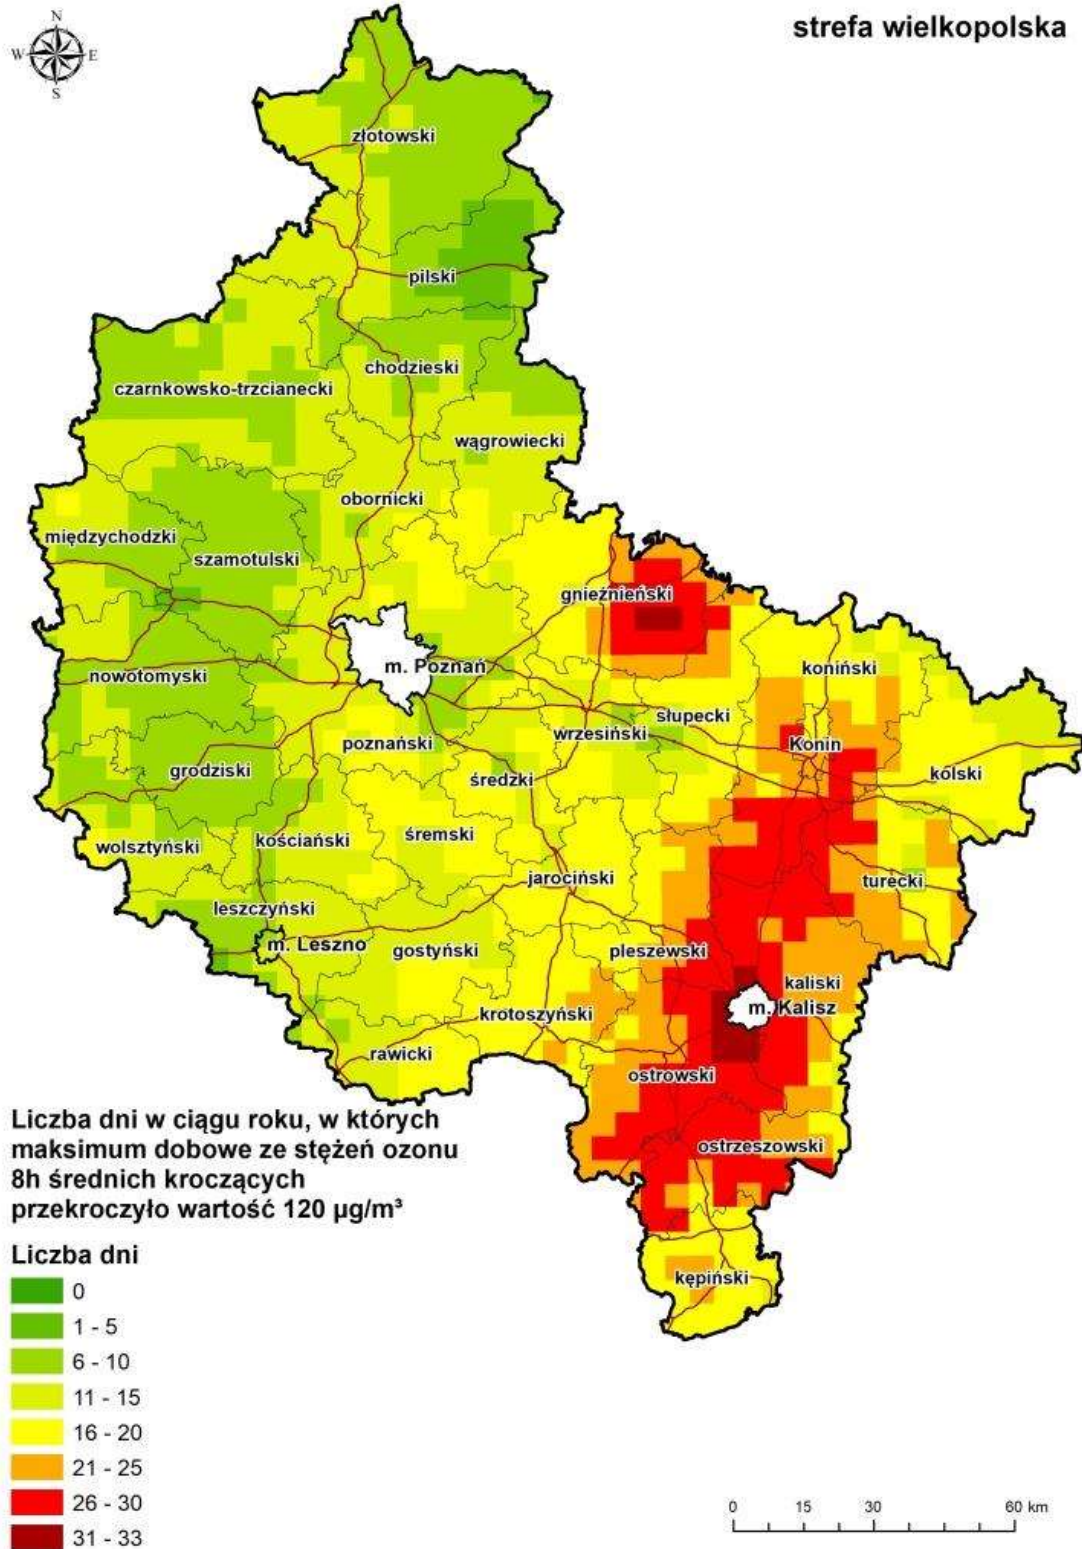 N
W
E
S
strefa wielkopolska
złotowski
pilski
chodzieski
czarnkowsko-trzcianecki
wągrowiecki
obornicki
międzychodzki
szamotulski
gnieźnieński
m. Poznań
koniński
nowotomyski
słupecki
wrzesiński
poznański
Konin
grodziski
średzki
kolski
śremski
kościański
wolsztyński
jarociński
turecki
leszczyński
m. Leszno
gostyński
pleszewski
kaliski
m. Kalisz
krotoszyński
rawicki
ostrowski
ostrzeszowski
kępiński
Liczba dni w ciągu roku, w których
maksimum dobowe ze stężeń ozonu
8h średnich kroczących
przekroczyło wartość 120 µg/m³
Liczba dni
0
1 - 5
6 - 10
11 - 15
16 - 20
21 - 25
26 - 30
31 - 33
0 15 30 60 km